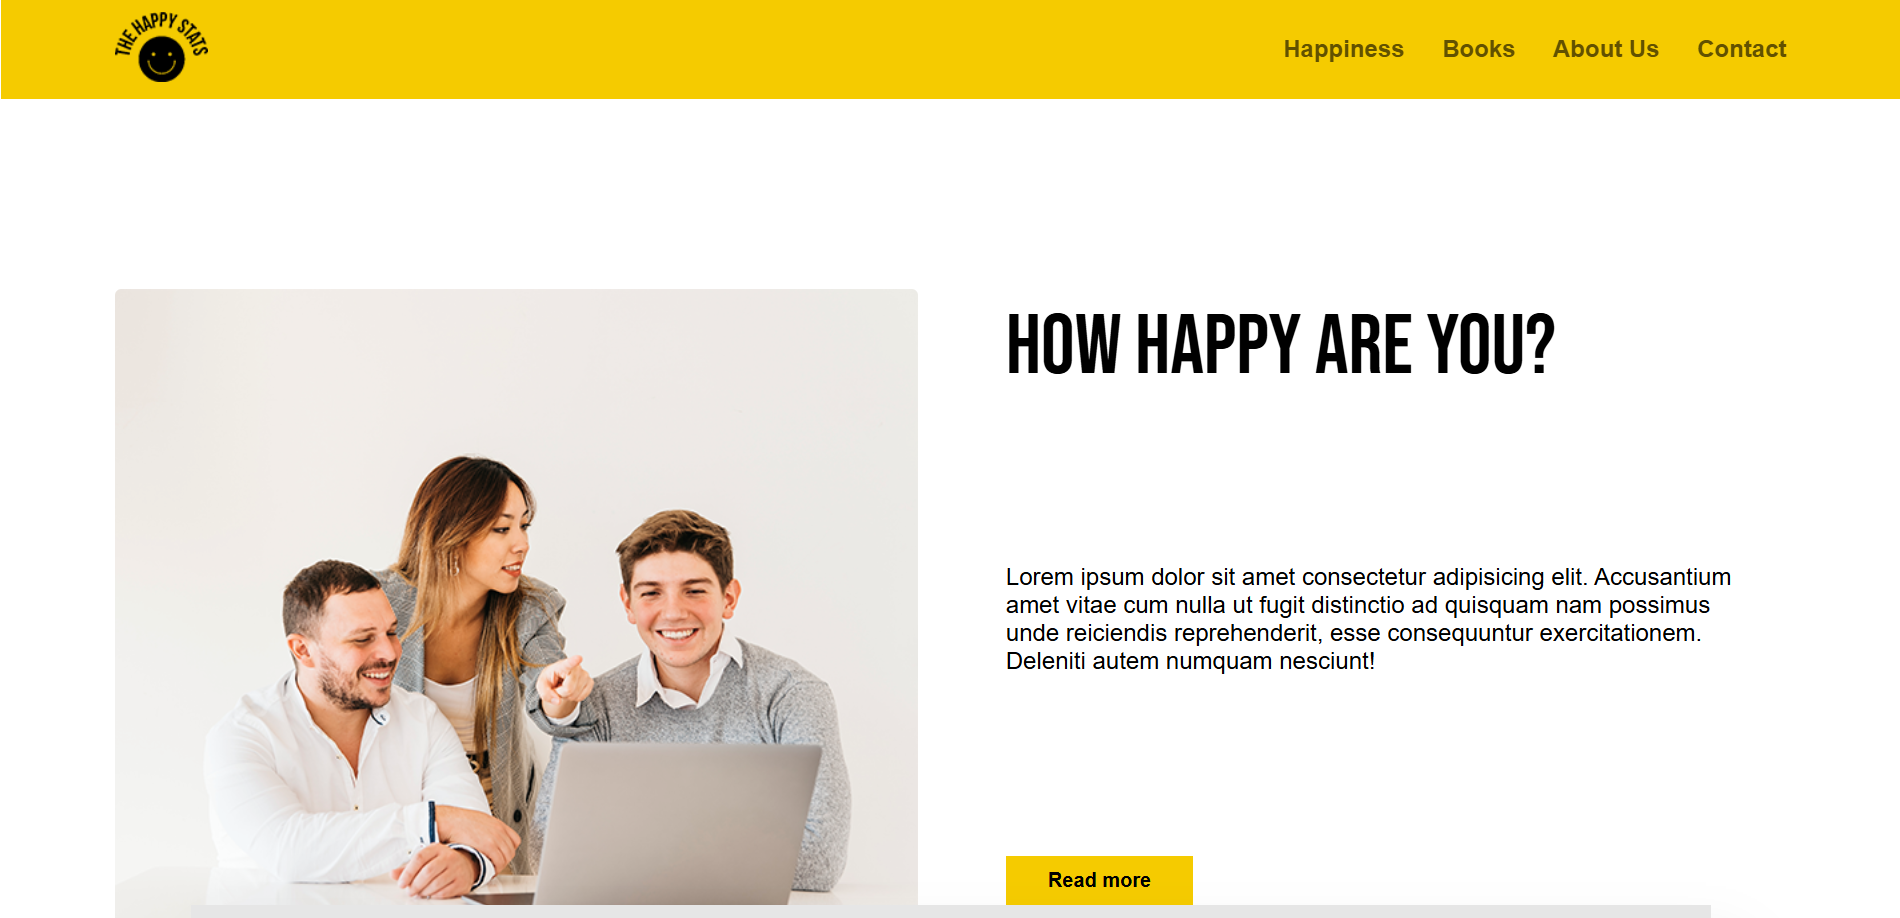 THE HAPPY STATS
Happiness
Books
About Us
Contact
HOW HAPPY ARE YOU?
Lorem ipsum dolor sit amet consectetur adipisicing elit. Accusantium
amet vitae cum nulla ut fugit distinctio ad quisquam nam possimus
unde reiciendis reprehenderit, esse consequuntur exercitationem.
Deleniti autem numquam nesciunt!
Read more